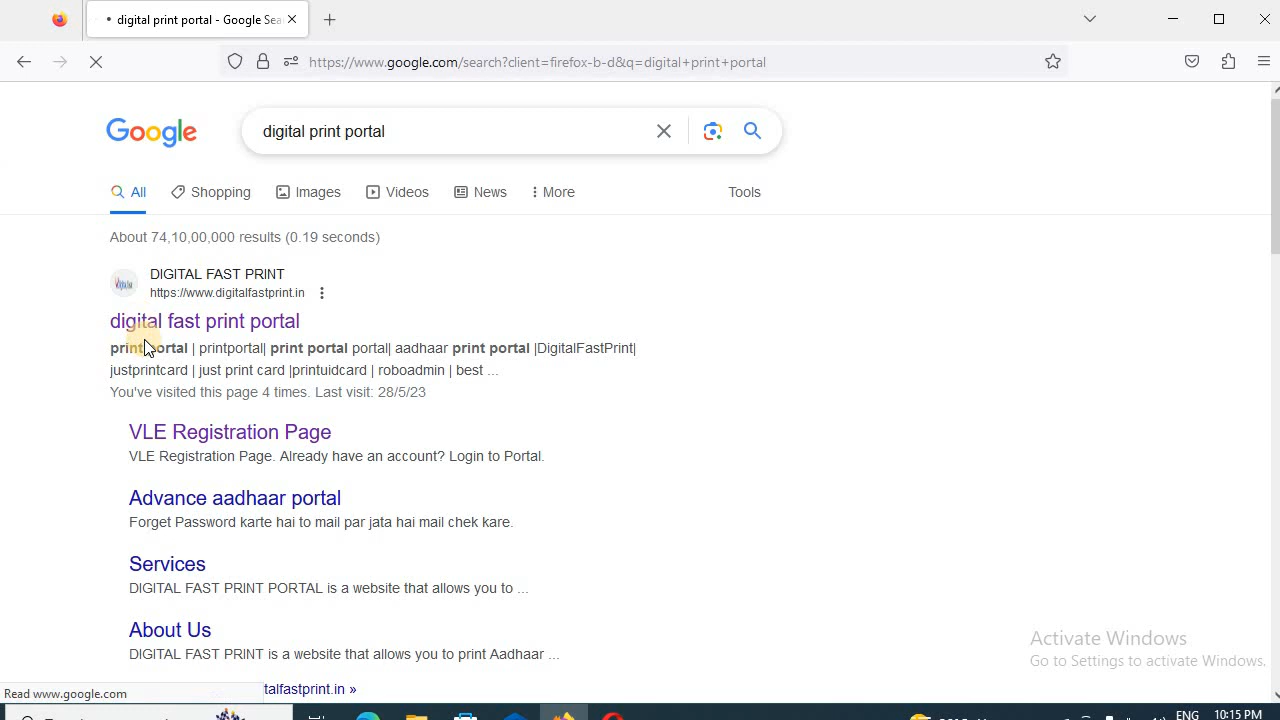 digital print portal - Google Sea
https://www.google.com/search?client=firefox-b-d&q=digital+print+portal
Google
digital print portal
All
Shopping
Images
Videos
News
More
Tools
About 74,10,00,000 results (0.19 seconds)
DIGITAL FAST PRINT
https://www.digitalfastprint.in
digital fast print portal
print portal | printportal| print portal portal| aadhaar print portal |DigitalFastPrint|
justprintcard | just print card |printuidcard | roboadmin | best ...
You've visited this page 4 times. Last visit: 28/5/23
VLE Registration Page
VLE Registration Page. Already have an account? Login to Portal.
Advance aadhaar portal
Forget Password karte hai to mail par jata hai mail chek kare.
Services
DIGITAL FAST PRINT PORTAL is a website that allows you to ...
About Us
DIGITAL FAST PRINT is a website that allows you to print Aadhaar ...
Activate Windows
Go to Settings to activate Windows.
talfastprint.in »
Read www.google.com
ENG
10:15 PM